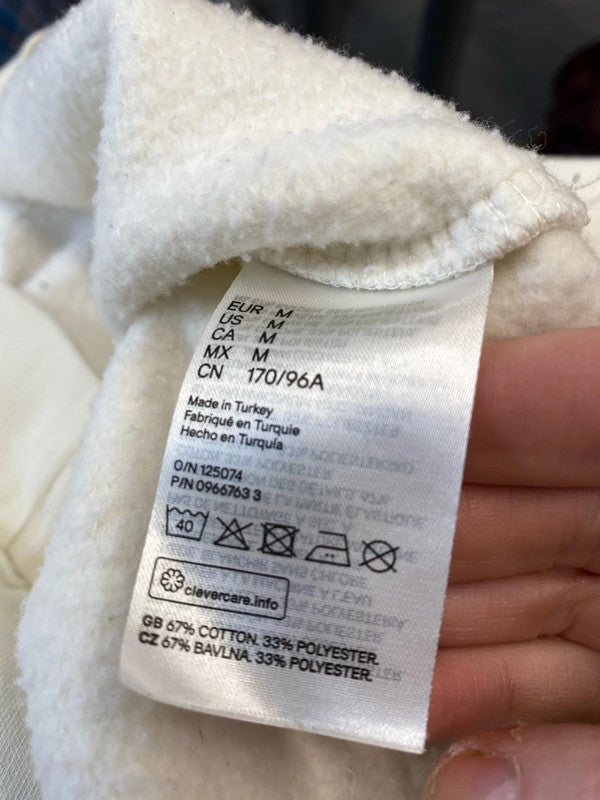 EUR M
US M
CA M
MX M
CN 170/96A
Made in Turkey
Fabriqué en Turquie
Hecho en Turquía
O/N 125074
P/N 0966763 3
40
clevercare.info
GB 67% COTTON. 33% POLYESTER.
CZ 67% BAVLNA. 33% POLYESTER.